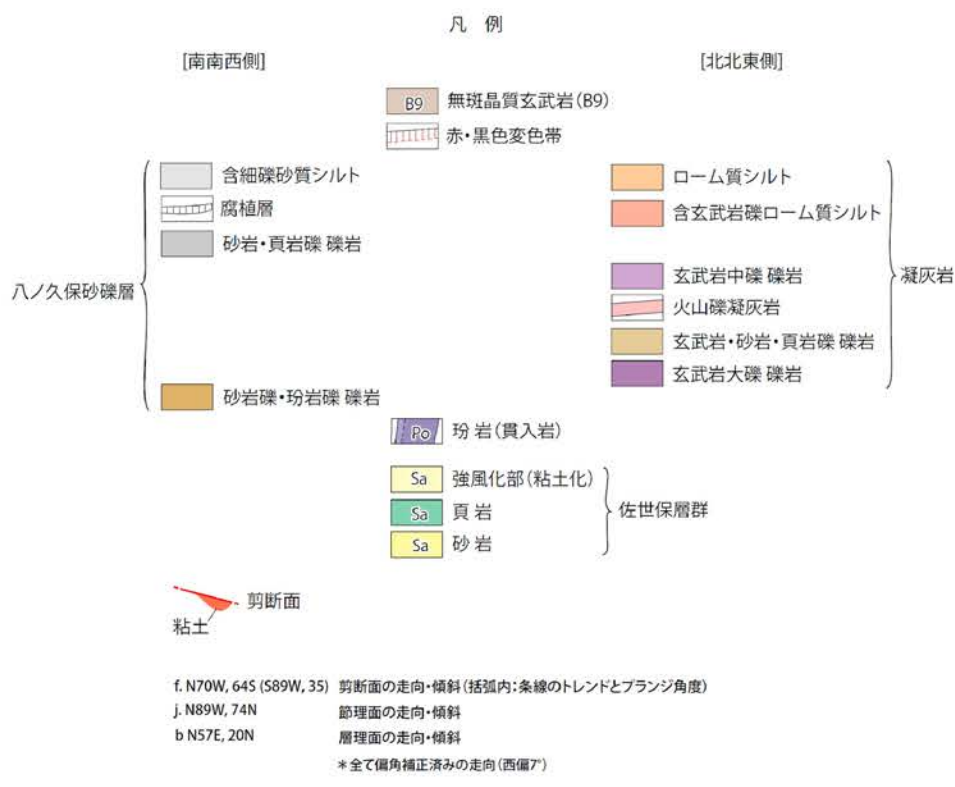 凡 例
[南南西側]
[北北東側]
B9 無斑晶質玄武岩(B9)
赤・黒色変色帯
八ノ久保砂礫層
含細礫砂質シルト
腐植層
砂岩・頁岩礫 礫岩
砂岩礫・玢岩礫 礫岩
ローム質シルト
含玄武岩礫ローム質シルト
玄武岩中礫 礫岩
火山礫凝灰岩
玄武岩・砂岩・頁岩礫 礫岩
玄武岩大礫 礫岩
凝灰岩
Po 玢 岩(貫入岩)
Sa 強風化部(粘土化)
Sa 頁 岩
Sa 砂 岩
佐世保層群
剪断面
粘土
f. N70W, 64S (S89W, 35) 剪断面の走向・傾斜(括弧内:条線のトレンドとプランジ角度)
j. N89W, 74N 節理面の走向・傾斜
b N57E, 20N 層理面の走向・傾斜
*全て偏角補正済みの走向(西偏7°)